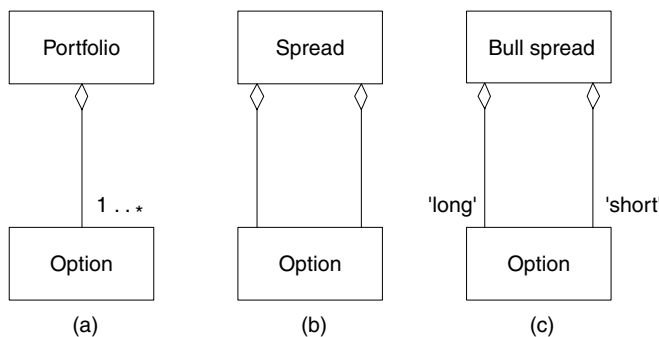 Portfolio
Spread
Bull spread
1 . . *
'long'
'short'
Option
Option
Option
(a)
(b)
(c)